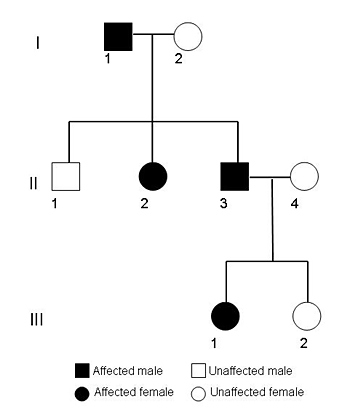 I
1 2
II
1 2 3 4
III
1 2
Affected male Unaffected male
Affected female Unaffected female